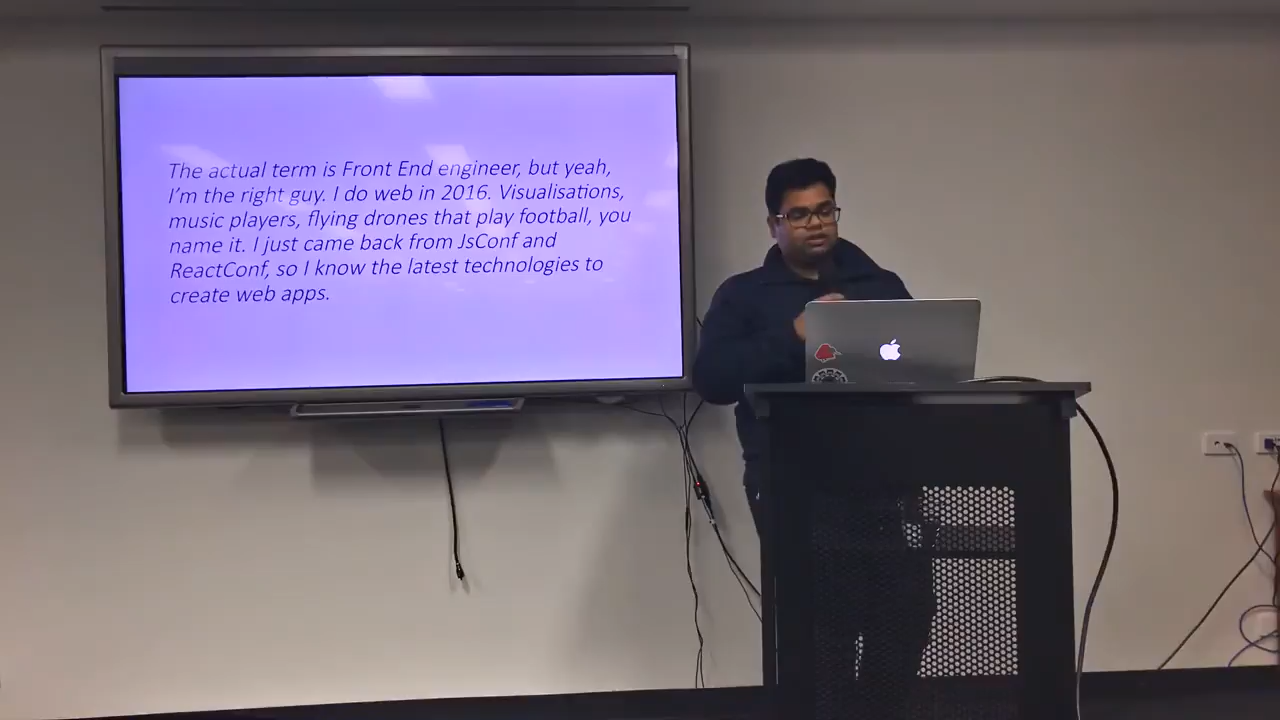 The actual term is Front End engineer, but yeah,
I'm the right guy. I do web in 2016. Visualisations,
music players, flying drones that play football, you
name it. I just came back from JsConf and
ReactConf, so I know the latest technologies to
create web apps.